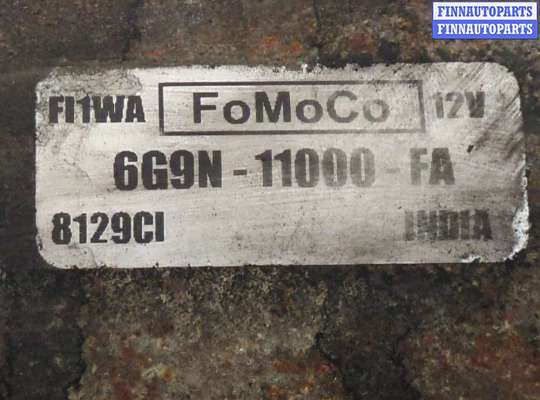 FINNAUTOPARTS
FINNAUTOPARTS
FI1WA FoMoCo 12V
6G9N - 11000 - FA
8129CI INDIA